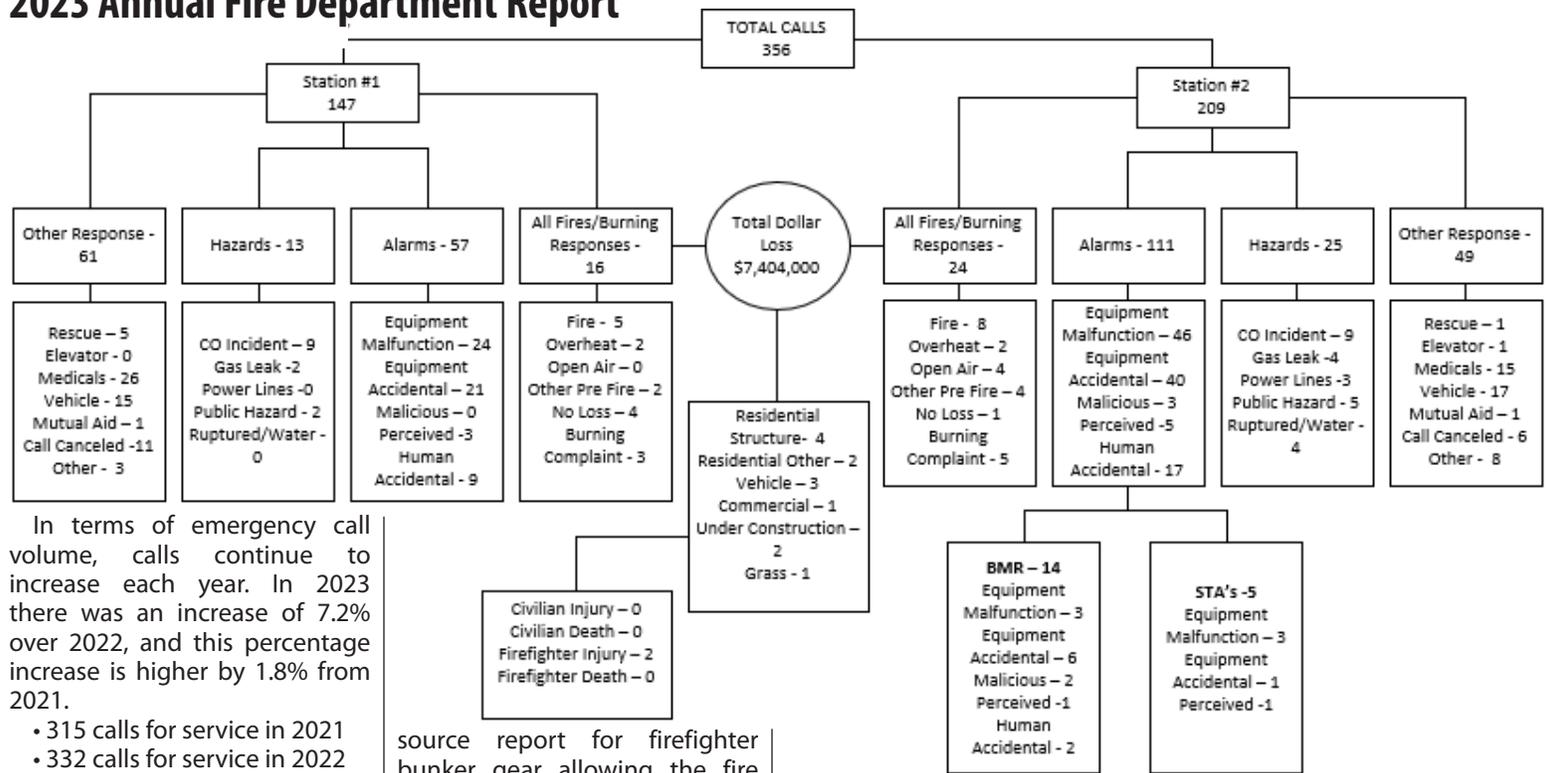 2023 Annual Fire Department Report
TOTAL CALLS
356
Station #1
147
Station #2
209
Other Response -
61
Hazards - 13
Alarms - 57
All Fires/Burning
Responses -
16
Total Dollar
Loss
$7,404,000
All Fires/Burning
Responses -
24
Alarms - 111
Hazards - 25
Other Response -
49
Rescue – 5
Elevator - 0
Medicals - 26
Vehicle - 15
Mutual Aid – 1
Call Canceled -11
Other - 3
CO Incident – 9
Gas Leak -2
Power Lines -0
Public Hazard - 2
Ruptured/Water -
0
Equipment
Malfunction – 24
Equipment
Accidental – 21
Malicious – 0
Perceived -3
Human
Accidental - 9
Fire - 5
Overheat – 2
Open Air – 0
Other Pre Fire – 2
No Loss – 4
Burning
Complaint - 3
Residential
Structure- 4
Residential Other – 2
Vehicle – 3
Commercial – 1
Under Construction –
2
Grass - 1
Fire - 8
Overheat – 2
Open Air – 4
Other Pre Fire – 4
No Loss – 1
Burning
Complaint - 5
Equipment
Malfunction – 46
Equipment
Accidental – 40
Malicious – 3
Perceived -5
Human
Accidental - 17
CO Incident – 9
Gas Leak -4
Power Lines -3
Public Hazard - 5
Ruptured/Water -
4
Rescue – 1
Elevator - 1
Medicals - 15
Vehicle - 17
Mutual Aid – 1
Call Canceled - 6
Other - 8
Civilian Injury – 0
Civilian Death – 0
Firefighter Injury – 2
Firefighter Death – 0
BMR – 14
Equipment
Malfunction – 3
Equipment
Accidental – 6
Malicious – 2
Perceived -1
Human
Accidental - 2
STA’s -5
Equipment
Malfunction – 3
Equipment
Accidental – 1
Perceived -1
In terms of emergency call
volume, calls continue to
increase each year. In 2023
there was an increase of 7.2%
over 2022, and this percentage
increase is higher by 1.8% from
2021.
• 315 calls for service in 2021
• 332 calls for service in 2022
source report for firefighter
bunker gear allowing the fire